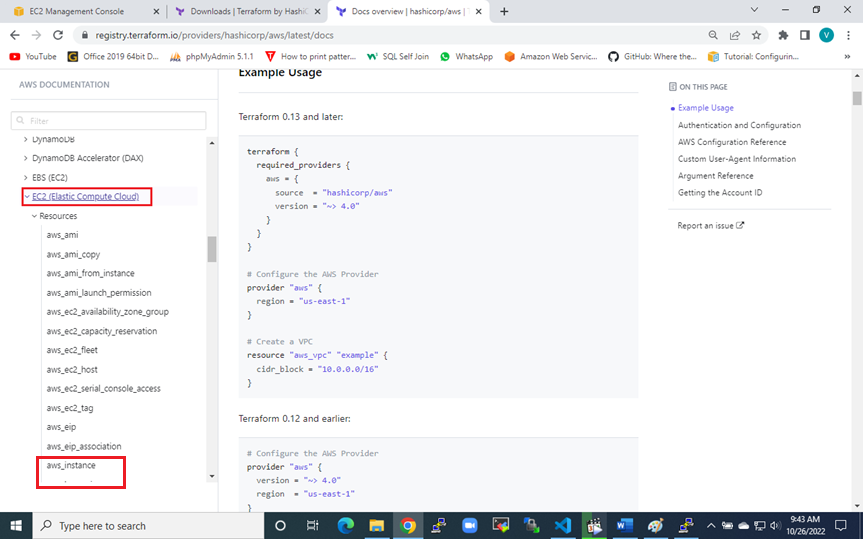 EC2 Management Console
Downloads | Terraform by HashiC
Docs overview | hashicorp/aws | T
registry.terraform.io/providers/hashicorp/aws/latest/docs
V
YouTube
Office 2019 64bit D...
phpMyAdmin 5.1.1
How to print patter...
SQL Self Join
WhatsApp
Amazon Web Servic...
GitHub: Where the...
Tutorial: Configurin...
AWS DOCUMENTATION
Filter
DynamoDB
DynamoDB Accelerator (DAX)
EBS (EC2)
EC2 (Elastic Compute Cloud)
Resources
aws_ami
aws_ami_copy
aws_ami_from_instance
aws_ami_launch_permission
aws_ec2_availability_zone_group
aws_ec2_capacity_reservation
aws_ec2_fleet
aws_ec2_host
aws_ec2_serial_console_access
aws_ec2_tag
aws_eip
aws_eip_association
aws_instance
Example Usage
Terraform 0.13 and later:
terraform {
required_providers {
aws = {
source  = "hashicorp/aws"
version = "~> 4.0"
}
}
}
# Configure the AWS Provider
provider "aws" {
region = "us-east-1"
}
# Create a VPC
resource "aws_vpc" "example" {
cidr_block = "10.0.0.0/16"
}
Terraform 0.12 and earlier:
# Configure the AWS Provider
provider "aws" {
version = "~> 4.0"
region  = "us-east-1"
}
ON THIS PAGE
Example Usage
Authentication and Configuration
AWS Configuration Reference
Custom User-Agent Information
Argument Reference
Getting the Account ID
Report an issue
Type here to search
9:43 AM
10/26/2022